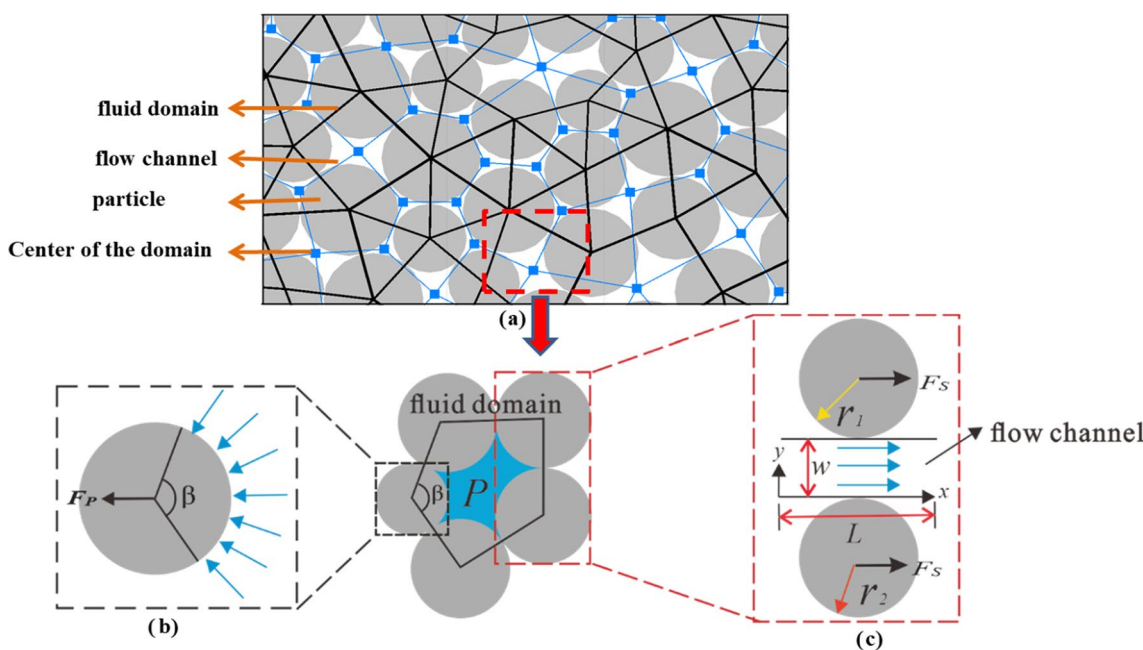 fluid domain
flow channel
particle
Center of the domain
(a)
fluid domain
P
β
F_P
β
(b)
F_S
r_1
flow channel
y
w
x
L
F_S
r_2
(c)